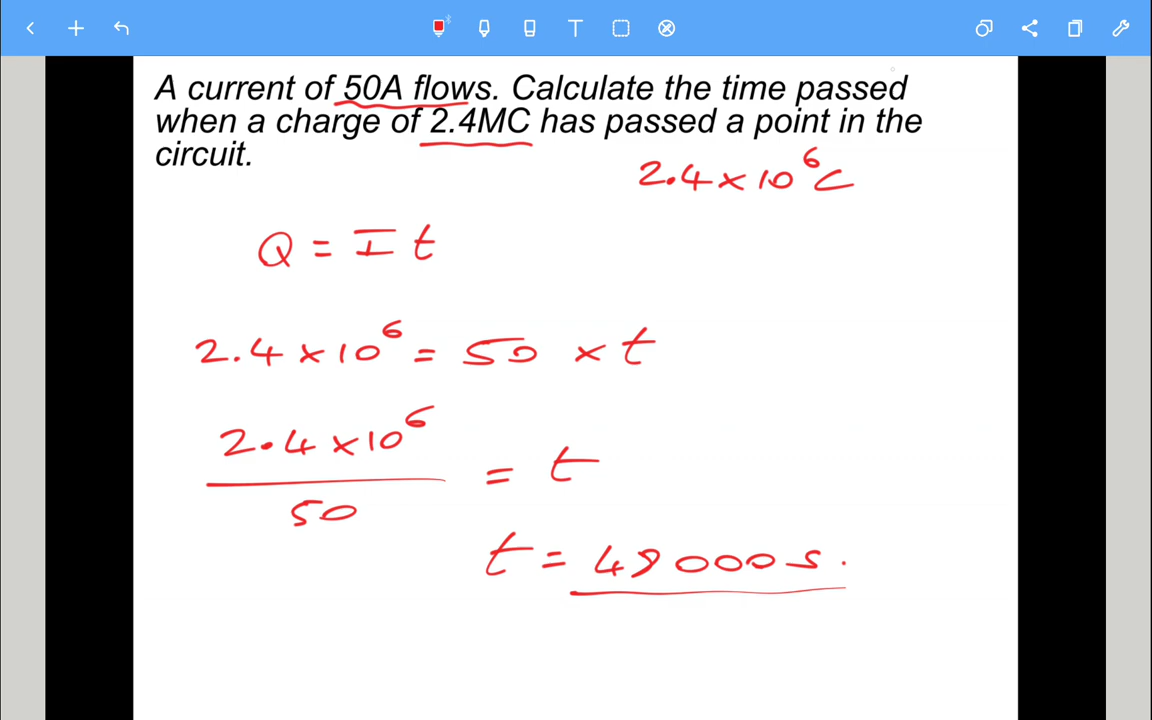 A current of 50A flows. Calculate the time passed
when a charge of 2.4MC has passed a point in the
circuit.
2.4 × 10⁶ C
Q = I t
2.4 × 10⁶ = 50 × t
2.4 × 10⁶
50
= t
t = 48000 s.